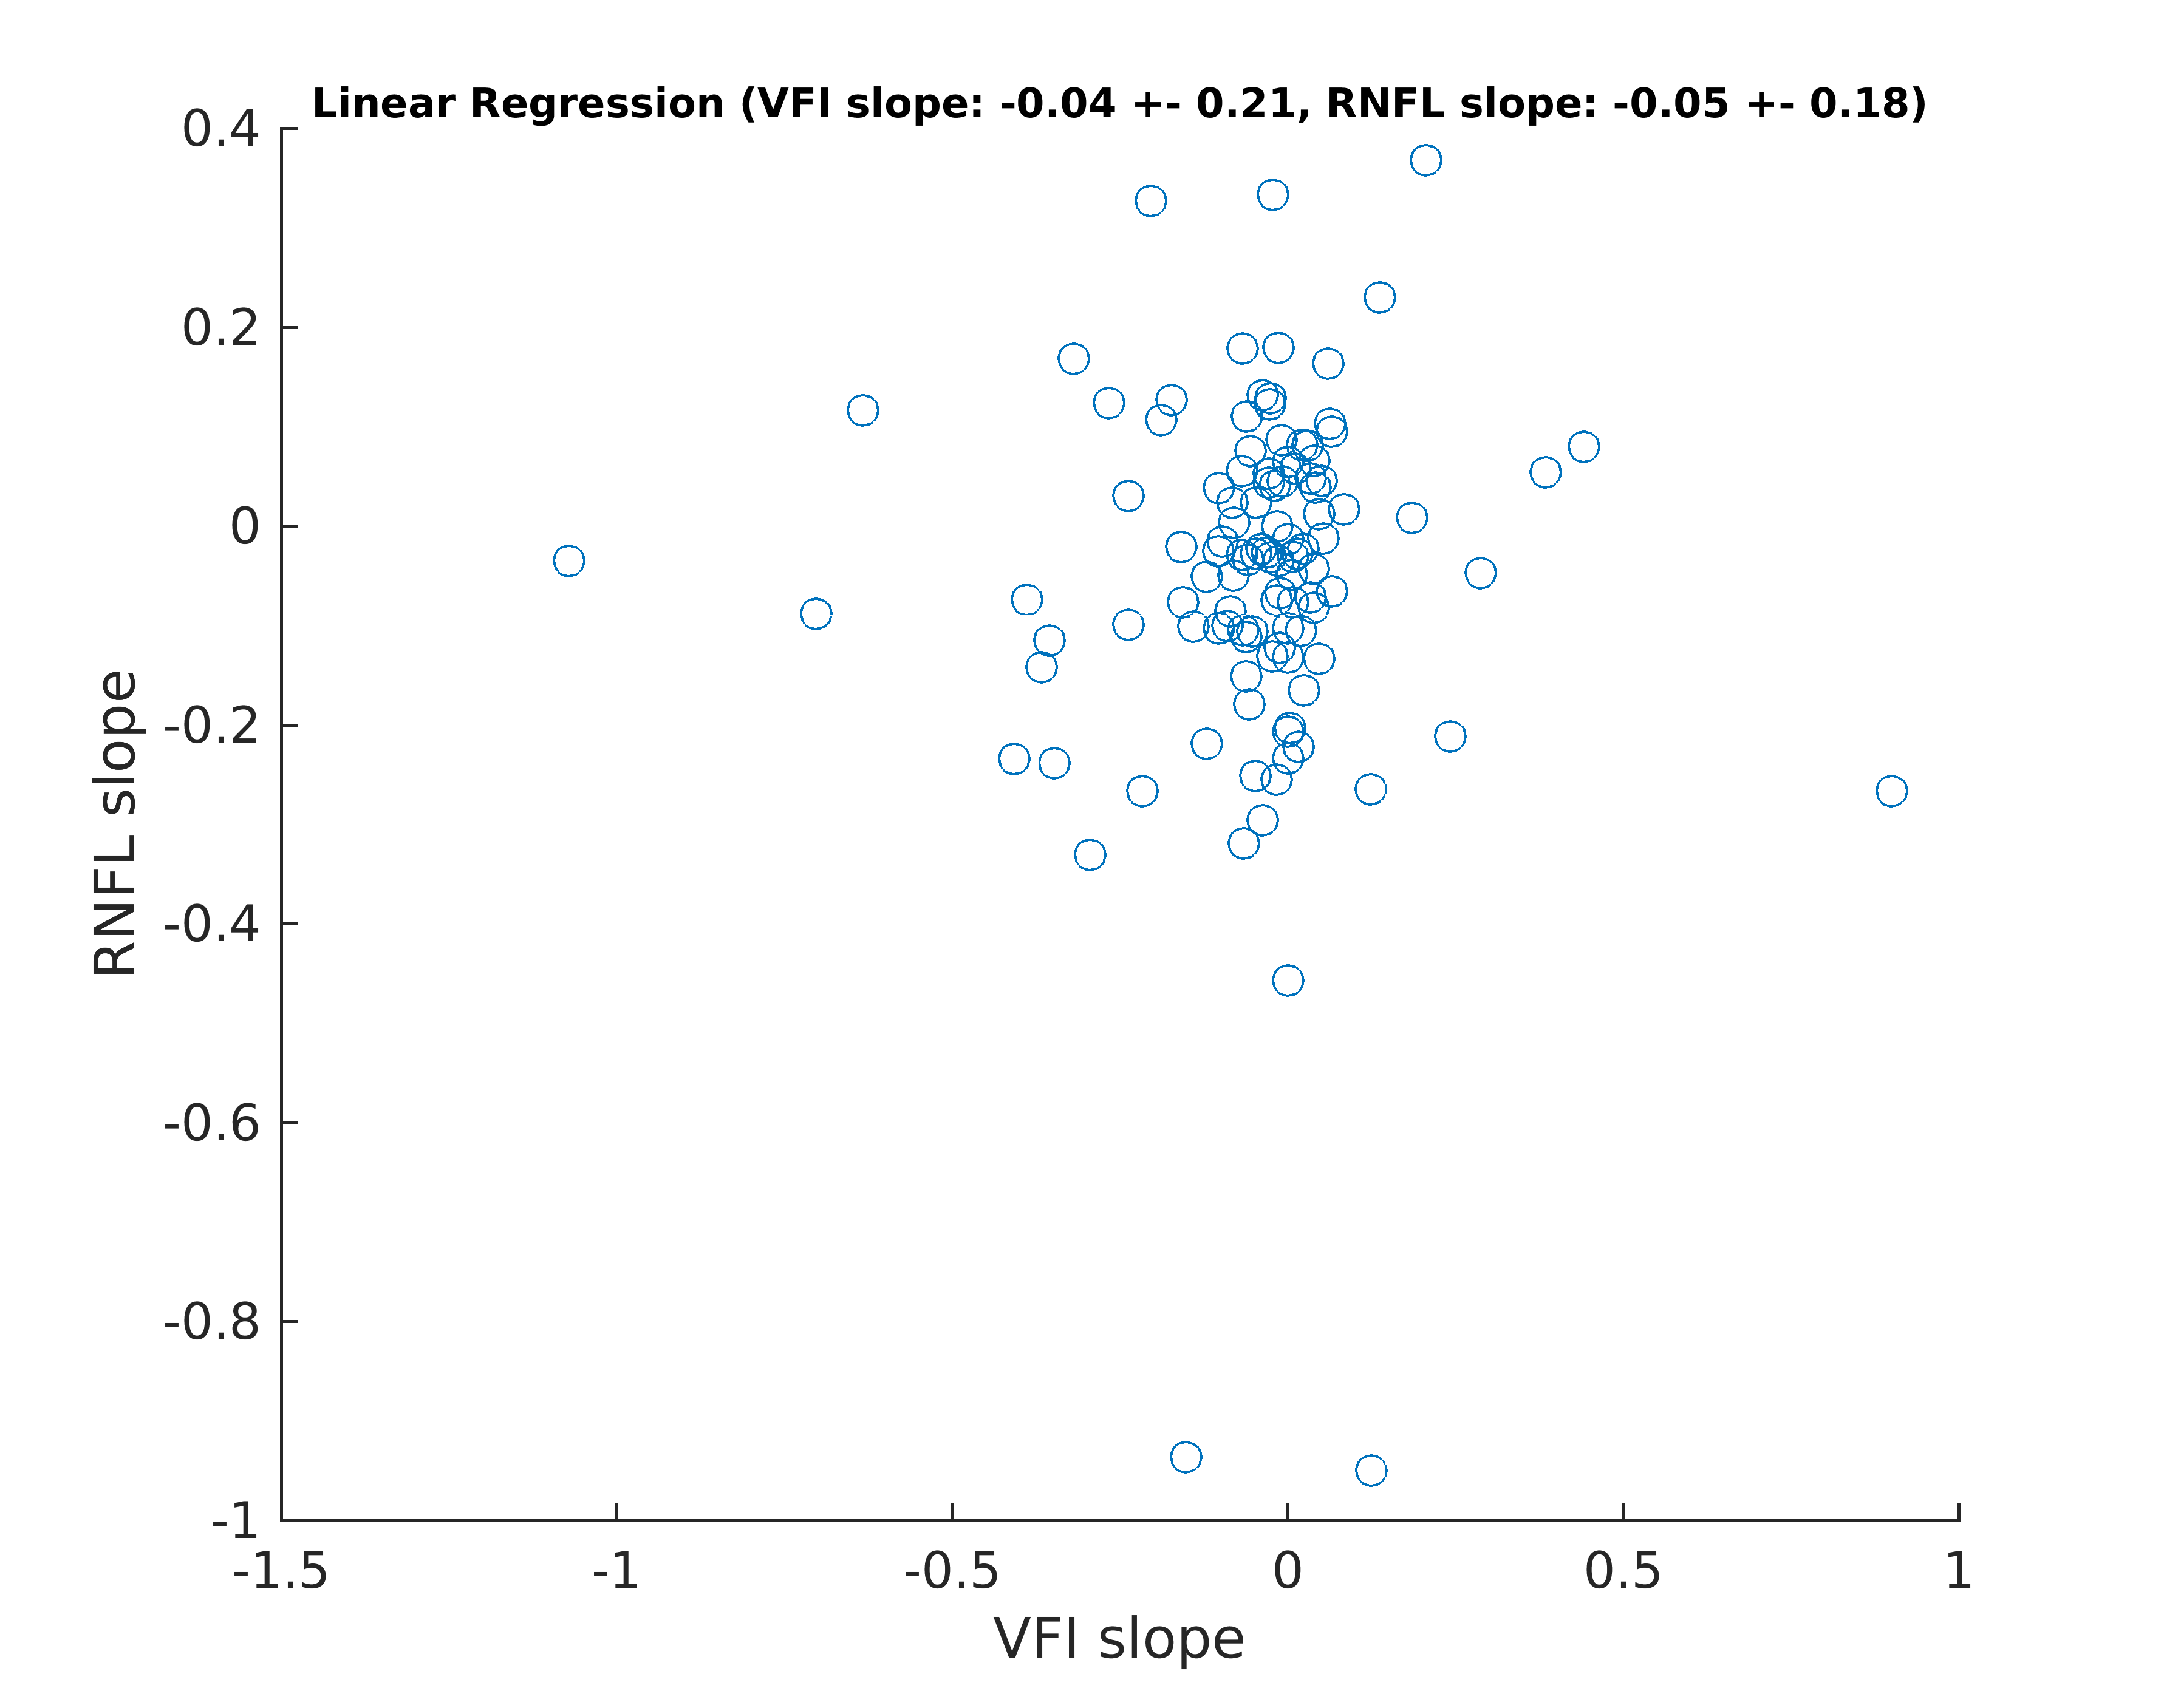 Linear Regression (VFI slope: -0.04 +- 0.21, RNFL slope: -0.05 +- 0.18)
0.4
0.2
0
-0.2
-0.4
-0.6
-0.8
-1
RNFL slope
-1.5 -1 -0.5 0 0.5 1
VFI slope